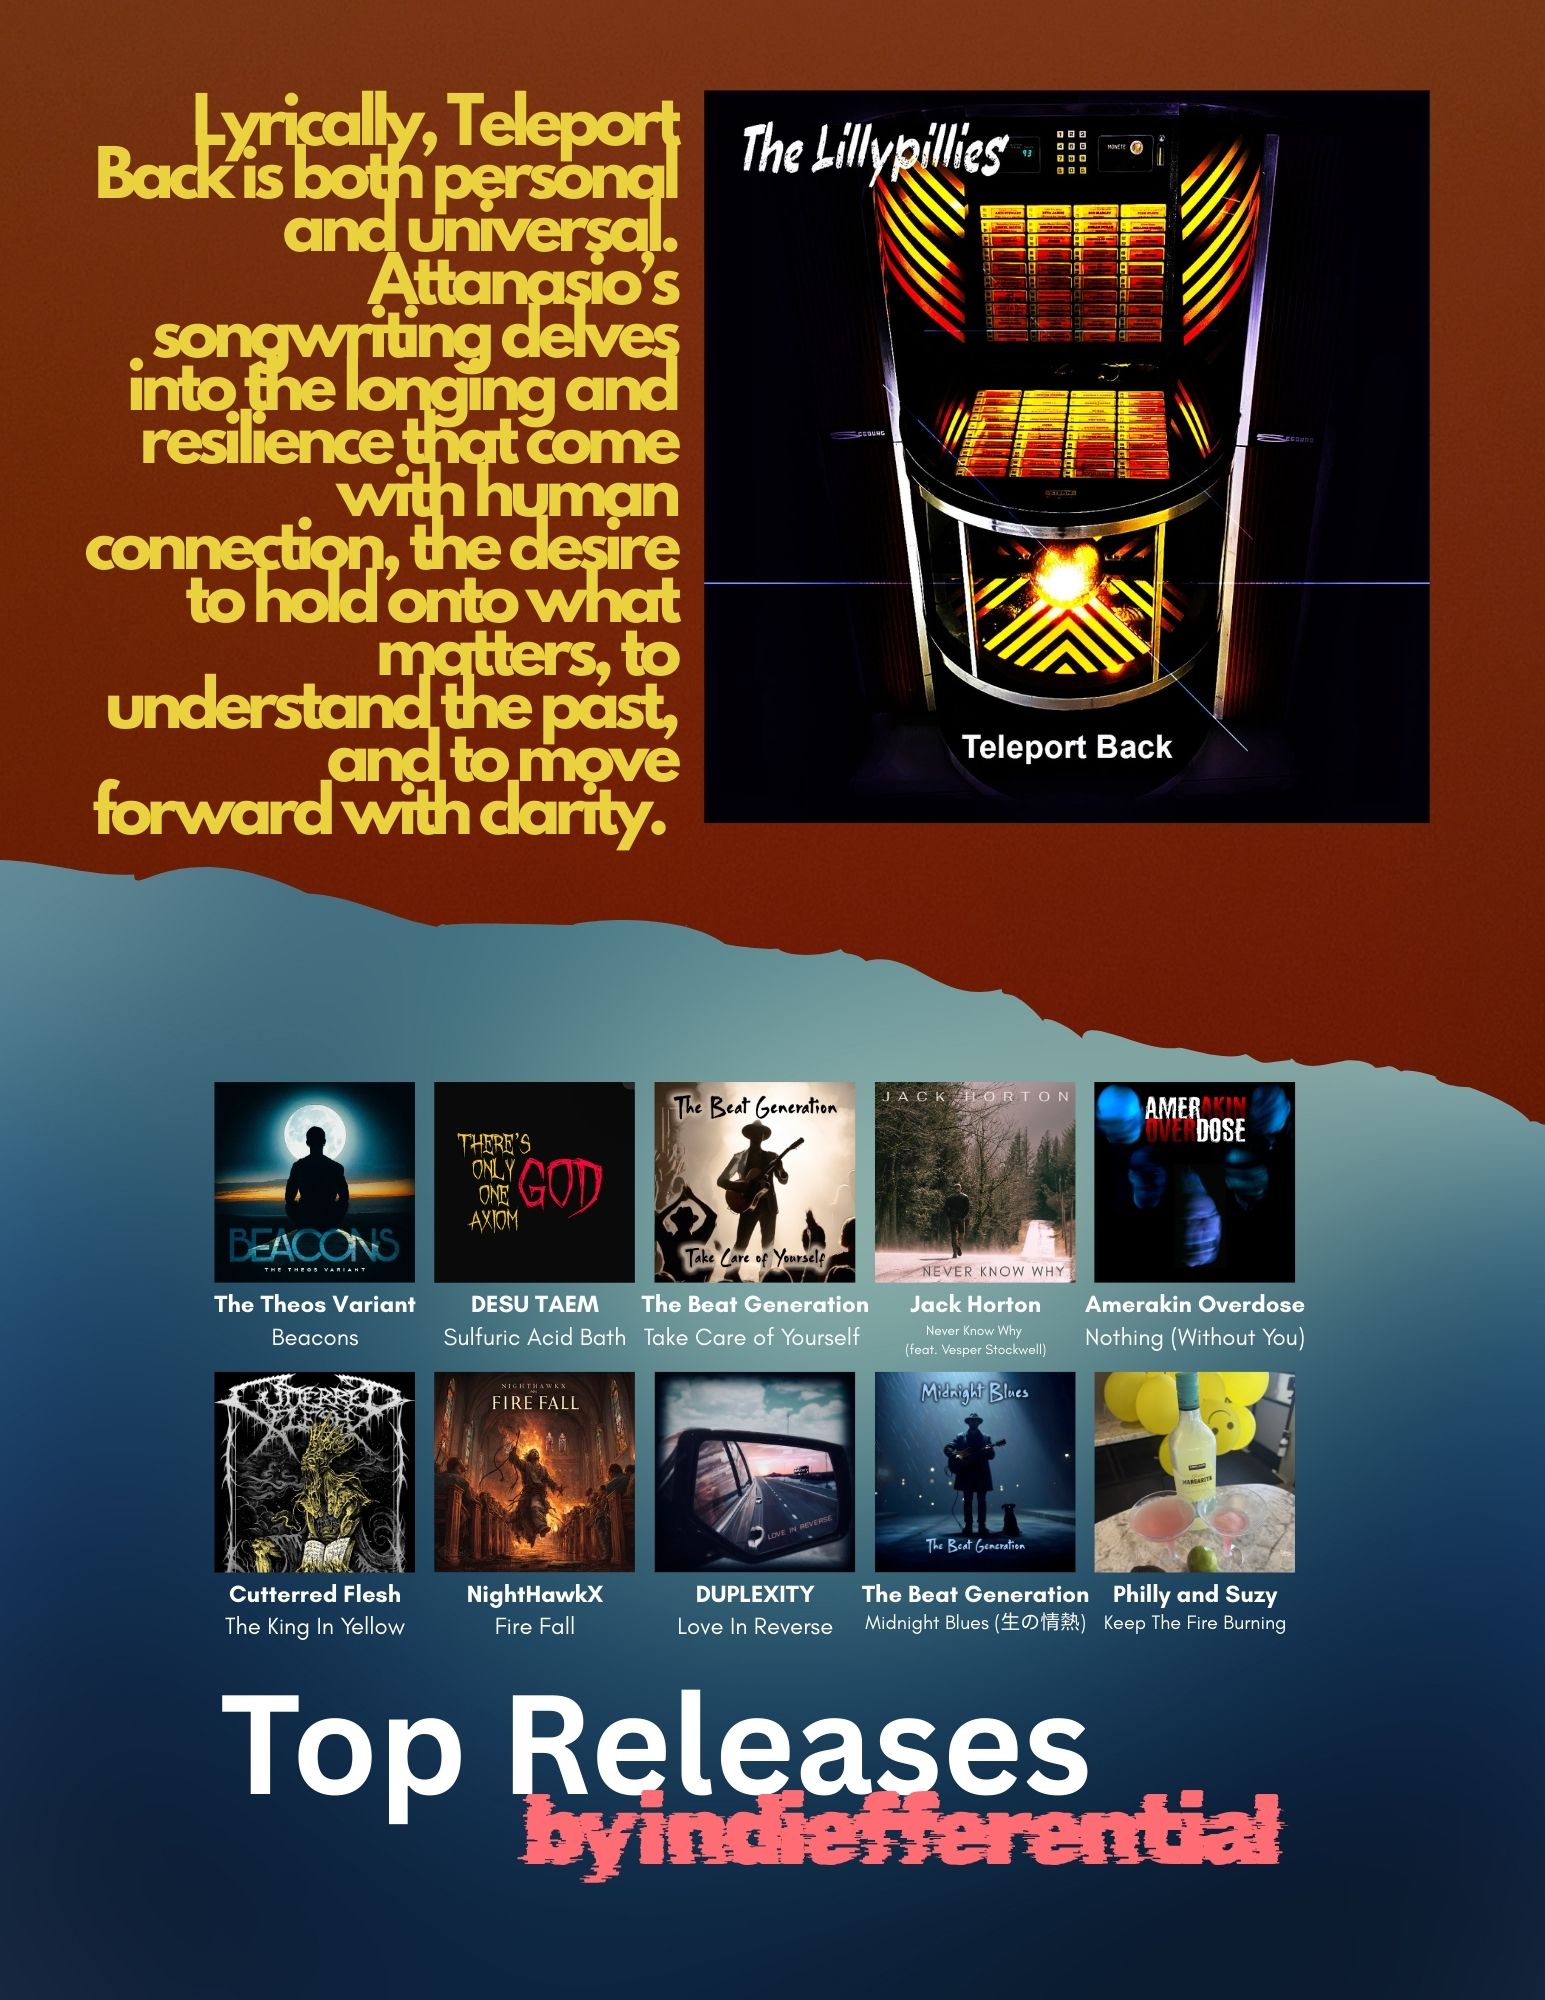 Lyrically, Teleport
Back is both personal
and universal.
Attanasio’s
songwriting delves
into the longing and
resilience that come
with human
connection, the desire
to hold onto what
matters, to
understand the past,
and to move
forward with clarity.
The Lillypillies
93
MONETE
SEEBURG
SEEBURG
Teleport Back
BEACONS
THE THEOS VARIANT
THERE'S
ONLY
ONE
AXIOM
GOD
The Beat Generation
Take Care of Yourself
JACK HORTON
NEVER KNOW WHY
AMERAKIN
OVERDOSE
The Theos Variant
Beacons
DESU TAEM
Sulfuric Acid Bath
The Beat Generation
Take Care of Yourself
Jack Horton
Never Know Why
(feat. Vesper Stockwell)
Amerakin Overdose
Nothing (Without You)
CUTTERRED
FLESH
NIGHTHAWKX
FIRE FALL
LOVE IN REVERSE
Midnight Blues
The Beat Generation
MARGARITA
Cutterred Flesh
The King In Yellow
NightHawkX
Fire Fall
DUPLEXITY
Love In Reverse
The Beat Generation
Midnight Blues (生の情熱)
Philly and Suzy
Keep The Fire Burning
Top Releases
byindiefferential